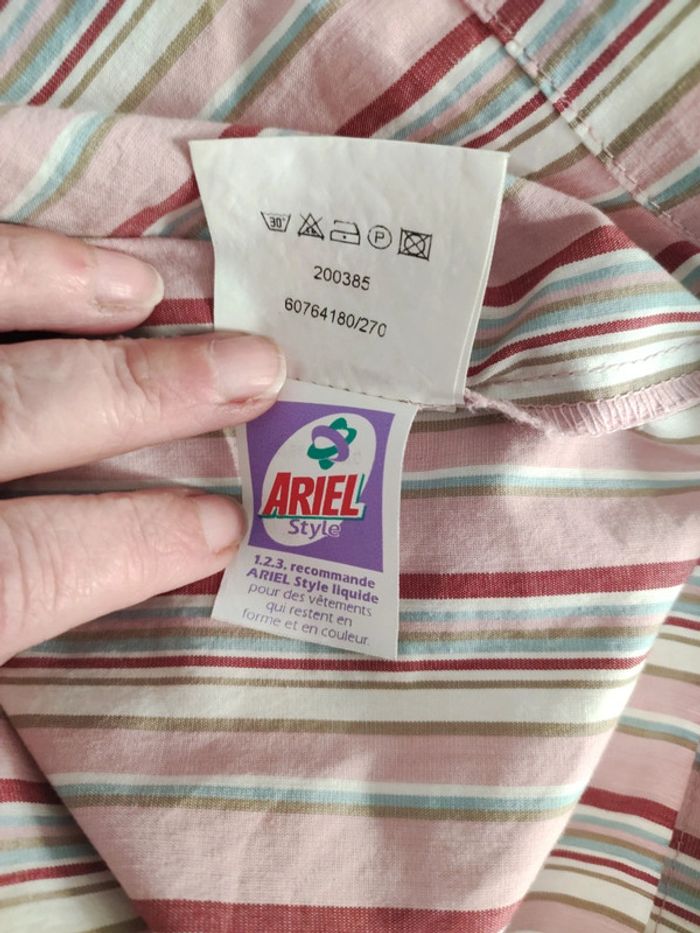 30°
P
200385
60764180/270
ARIEL
Style
1.2.3. recommande
ARIEL Style liquide
pour des vêtements
qui restent en
forme et en couleur.